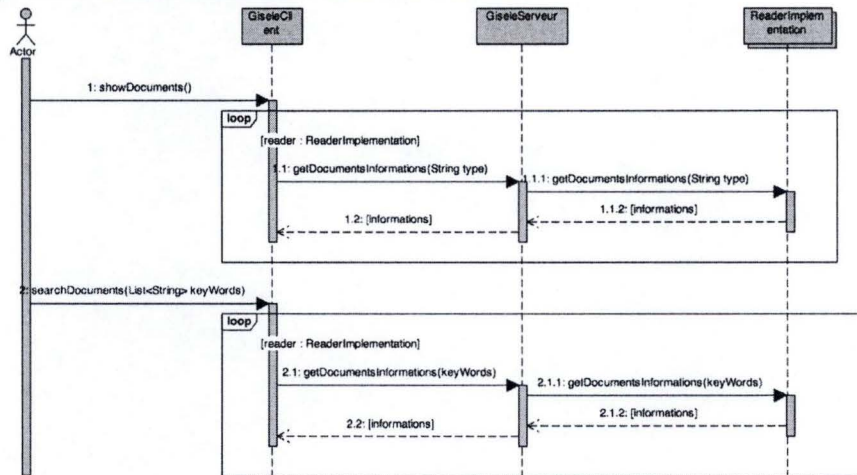 GiseleCli
ent
GiseleServeur
ReaderImplem
entation
Actor
1: showDocuments()
loop
[reader : ReaderImplementation]
1.1: getDocumentsInformations(String type)
1.1.1: getDocumentsInformations(String type)
1.2: [informations]
1.1.2: [informations]
2: searchDocuments(List<String> keyWords)
loop
[reader : ReaderImplementation]
2.1: getDocumentsInformations(keyWords)
2.1.1: getDocumentsInformations(keyWords)
2.2: [informations]
2.1.2: [informations]